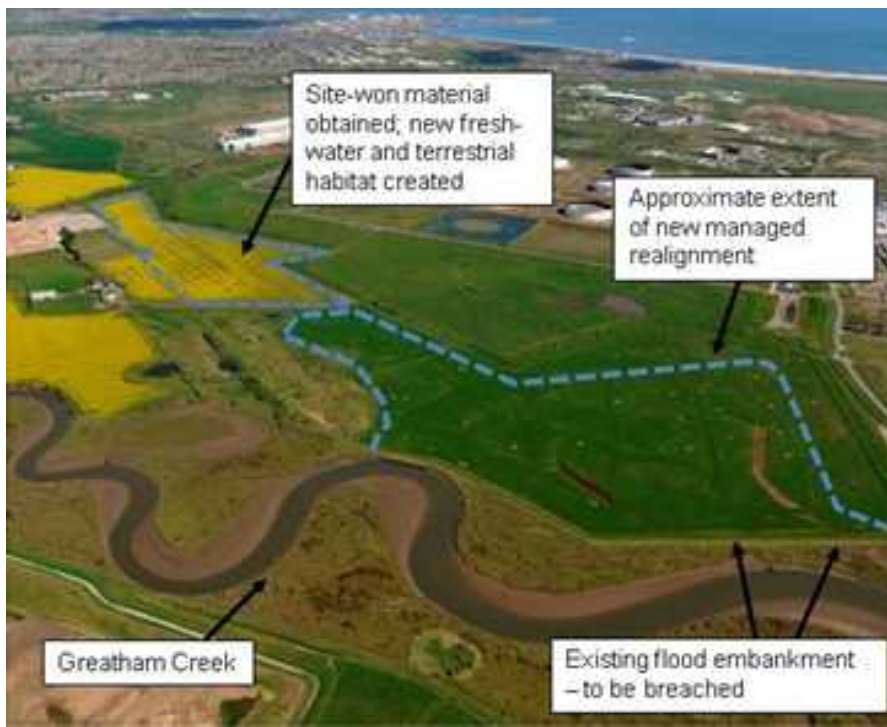 Site-won material
obtained; new fresh-
water and terrestrial
habitat created
Approximate extent
of new managed
realignment
Greatham Creek
Existing flood embankment
– to be breached